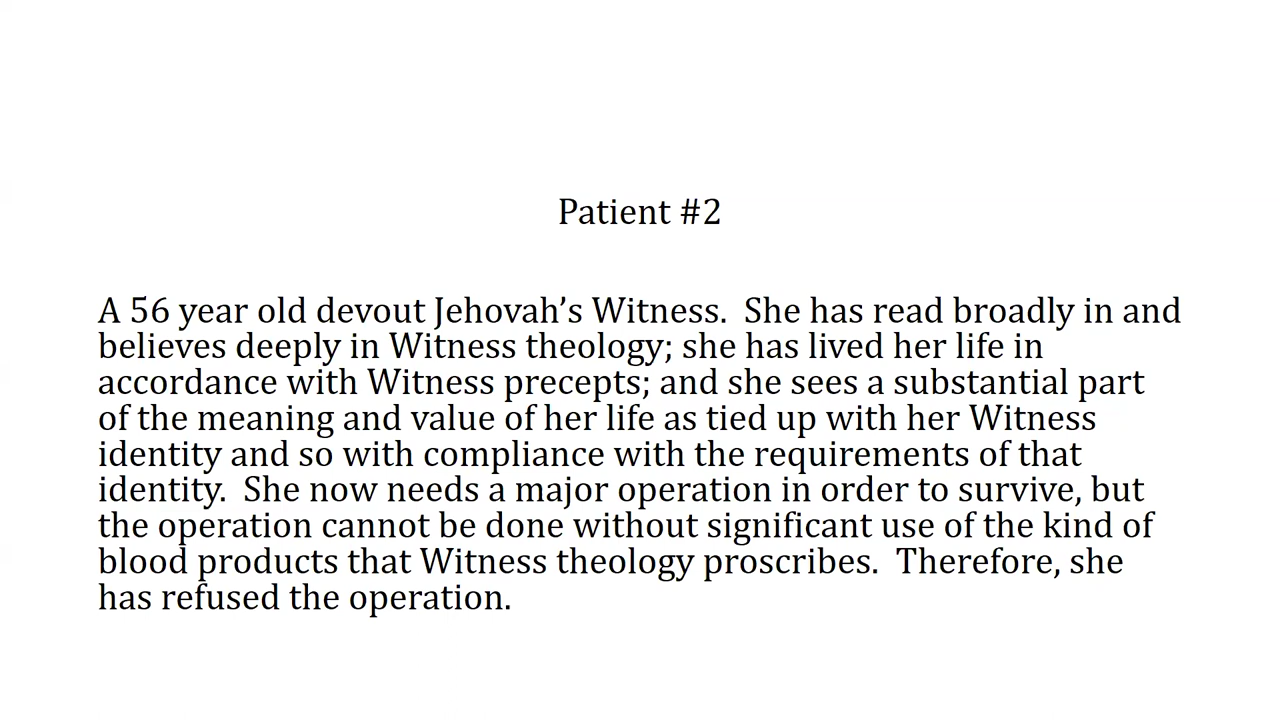 Patient #2
A 56 year old devout Jehovah’s Witness.  She has read broadly in and
believes deeply in Witness theology; she has lived her life in
accordance with Witness precepts; and she sees a substantial part
of the meaning and value of her life as tied up with her Witness
identity and so with compliance with the requirements of that
identity.  She now needs a major operation in order to survive, but
the operation cannot be done without significant use of the kind of
blood products that Witness theology proscribes.  Therefore, she
has refused the operation.